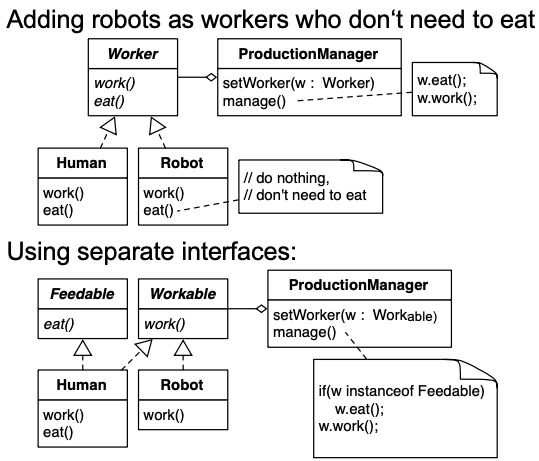 Adding robots as workers who don‘t need to eat
Worker
work()
eat()
ProductionManager
setWorker(w : Worker)
manage()
w.eat();
w.work();
Human
work()
eat()
Robot
work()
eat()
// do nothing,
// don't need to eat
Using separate interfaces:
Feedable
eat()
Workable
work()
ProductionManager
setWorker(w : Workable)
manage()
Human
work()
eat()
Robot
work()
if(w instanceof Feedable)
w.eat();
w.work();